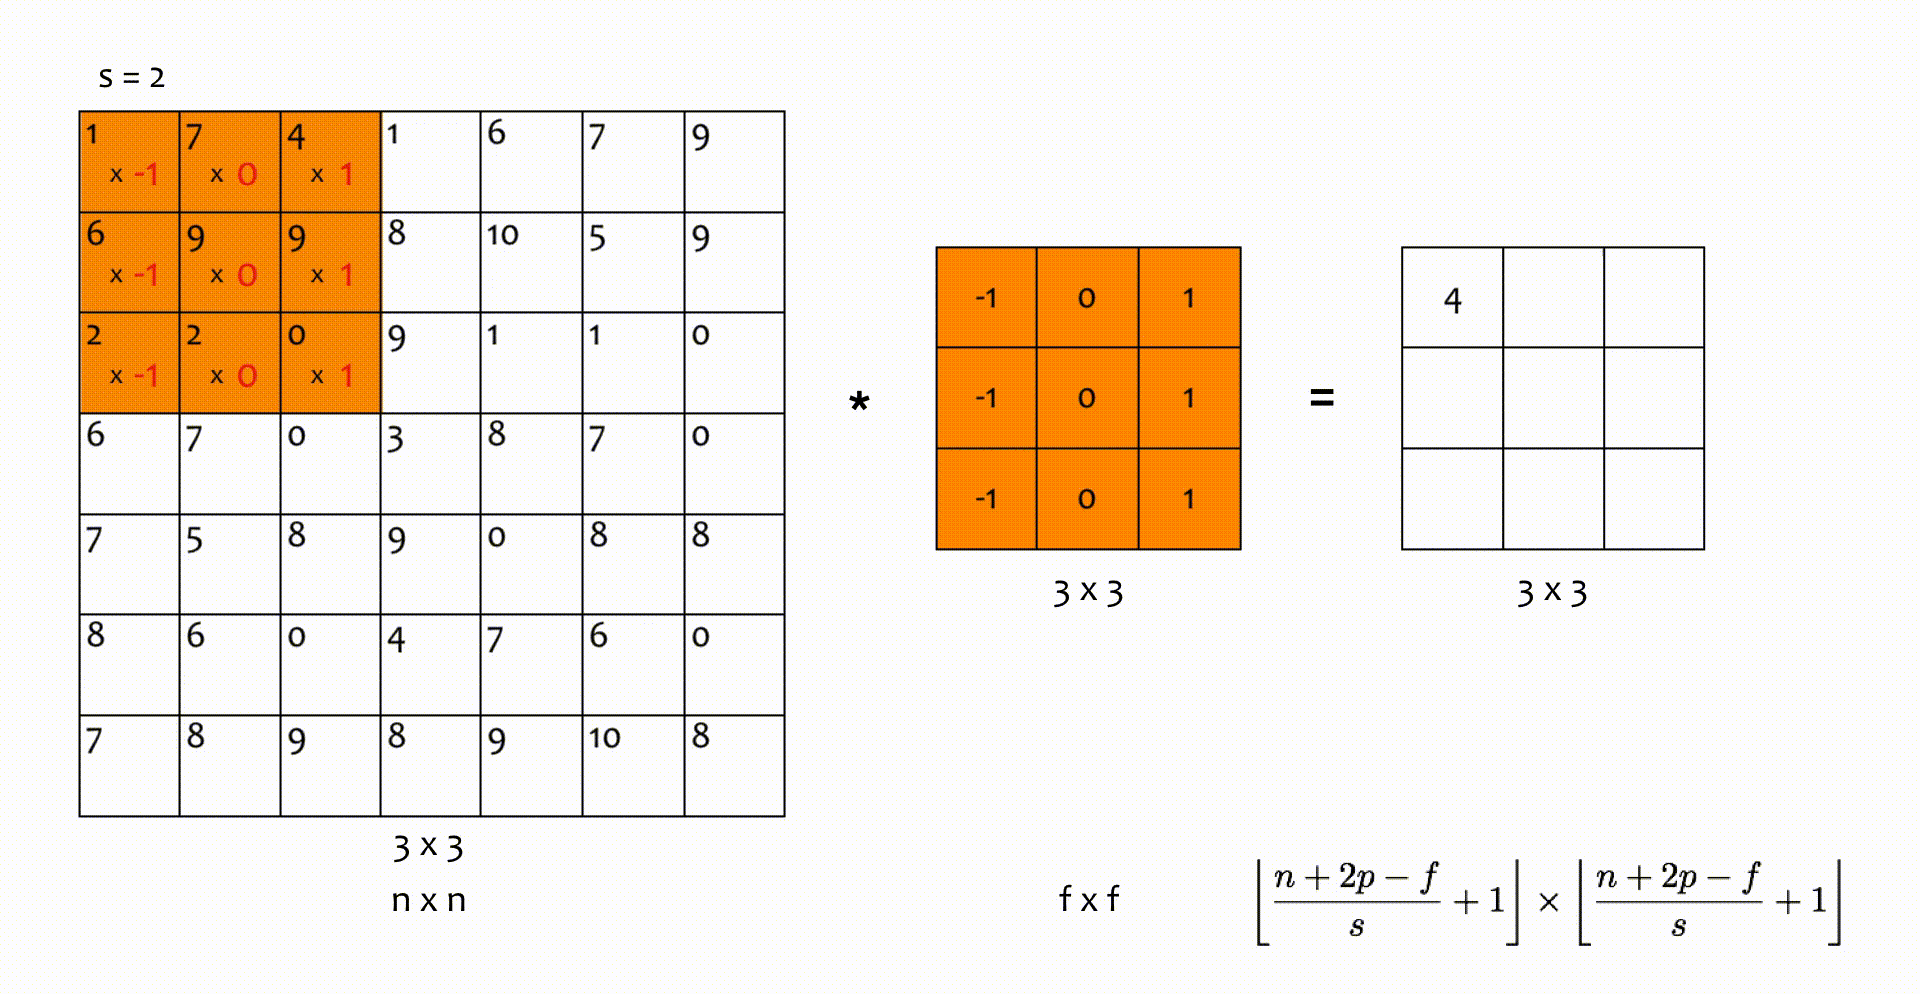 s = 2
1 7 4 1 6 7 9
x -1 x 0 x 1
6 9 9 8 10 5 9
x -1 x 0 x 1
2 2 0 9 1 1 0
x -1 x 0 x 1
6 7 0 3 8 7 0
7 5 8 9 0 8 8
8 6 0 4 7 6 0
7 8 9 8 9 10 8
3 x 3
n x n
*
-1 0 1
-1 0 1
-1 0 1
3 x 3
f x f
=
4
3 x 3
⌊(n + 2p − f)/s + 1⌋ × ⌊(n + 2p − f)/s + 1⌋